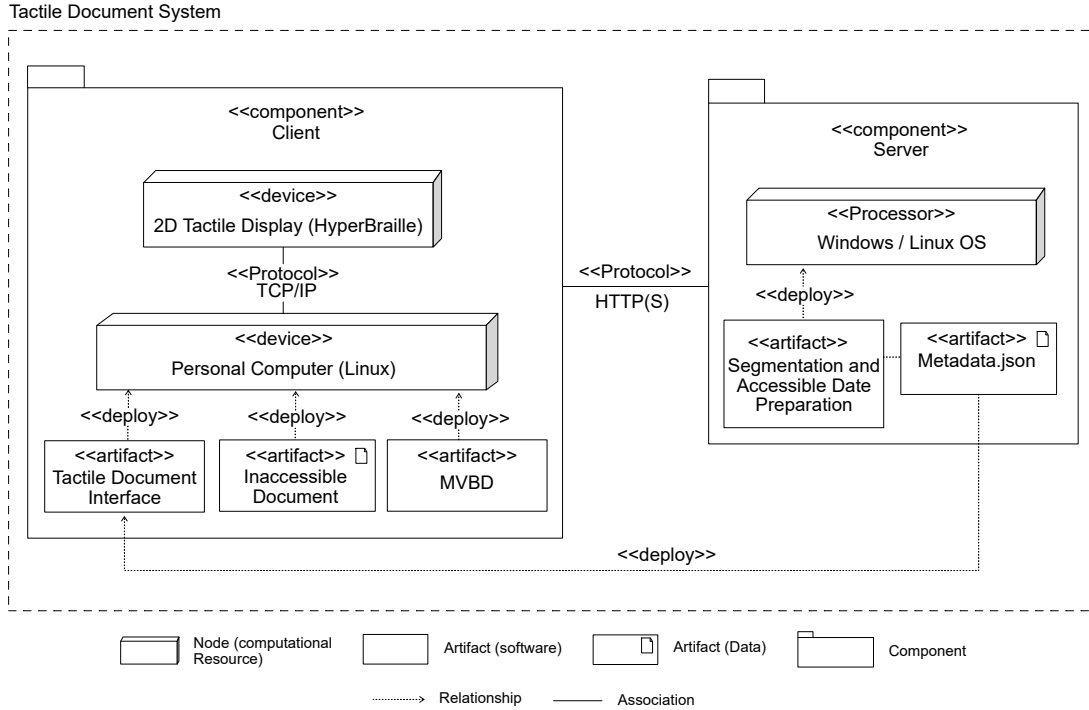 Tactile Document System
<<component>>
Client
<<device>>
2D Tactile Display (HyperBraille)
<<Protocol>>
TCP/IP
<<device>>
Personal Computer (Linux)
<<deploy>>
<<deploy>>
<<deploy>>
<<artifact>>
Tactile Document
Interface
<<artifact>>
Inaccessible
Document
<<artifact>>
MVBD
<<Protocol>>
HTTP(S)
<<component>>
Server
<<Processor>>
Windows / Linux OS
<<deploy>>
<<artifact>>
Segmentation and
Accessible Date
Preparation
<<artifact>>
Metadata.json
<<deploy>>
Node (computational
Resource)
Artifact (software)
Artifact (Data)
Component
Relationship
Association